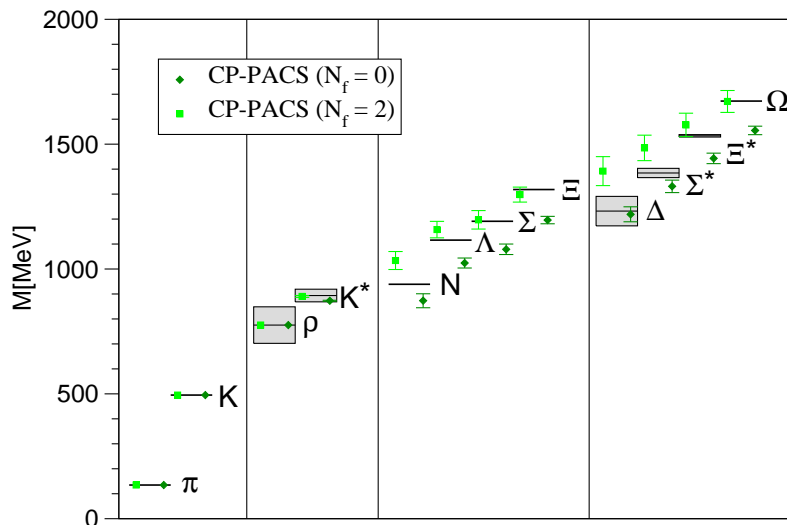 2000
CP-PACS (N_f = 0)
CP-PACS (N_f = 2)
1500
1000
500
0
M[MeV]
π
K
ρ
K*
N
Λ
Σ
Ξ
Δ
Σ*
Ξ*
Ω